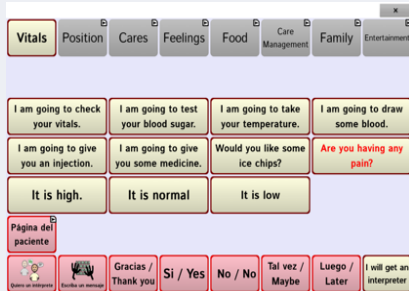 Vitals
Position
Cares
Feelings
Food
Care
Management
Family
Entertainment
I am going to check
your vitals.
I am going to test
your blood sugar.
I am going to take
your temperature.
I am going to draw
some blood.
I am going to give
you an injection.
I am going to give
you some medicine.
Would you like some
ice chips?
Are you having any
pain?
It is high.
It is normal
It is low
Página del
paciente
Quiero un intérprete
Escriba un mensaje
Gracias /
Thank you
Si / Yes
No / No
Tal vez /
Maybe
Luego /
Later
I will get an
interpreter